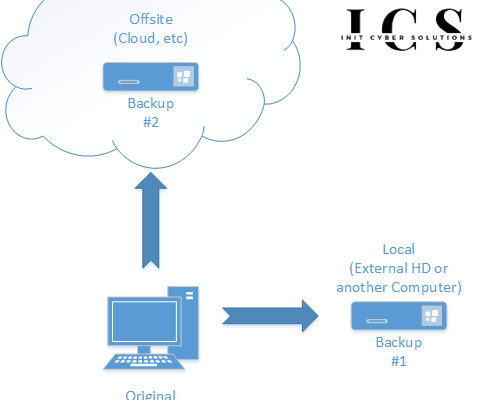 Offsite
(Cloud, etc)
Backup
#2
ICS
INIT CYBER SOLUTIONS
Local
(External HD or
another Computer)
Backup
#1
Original